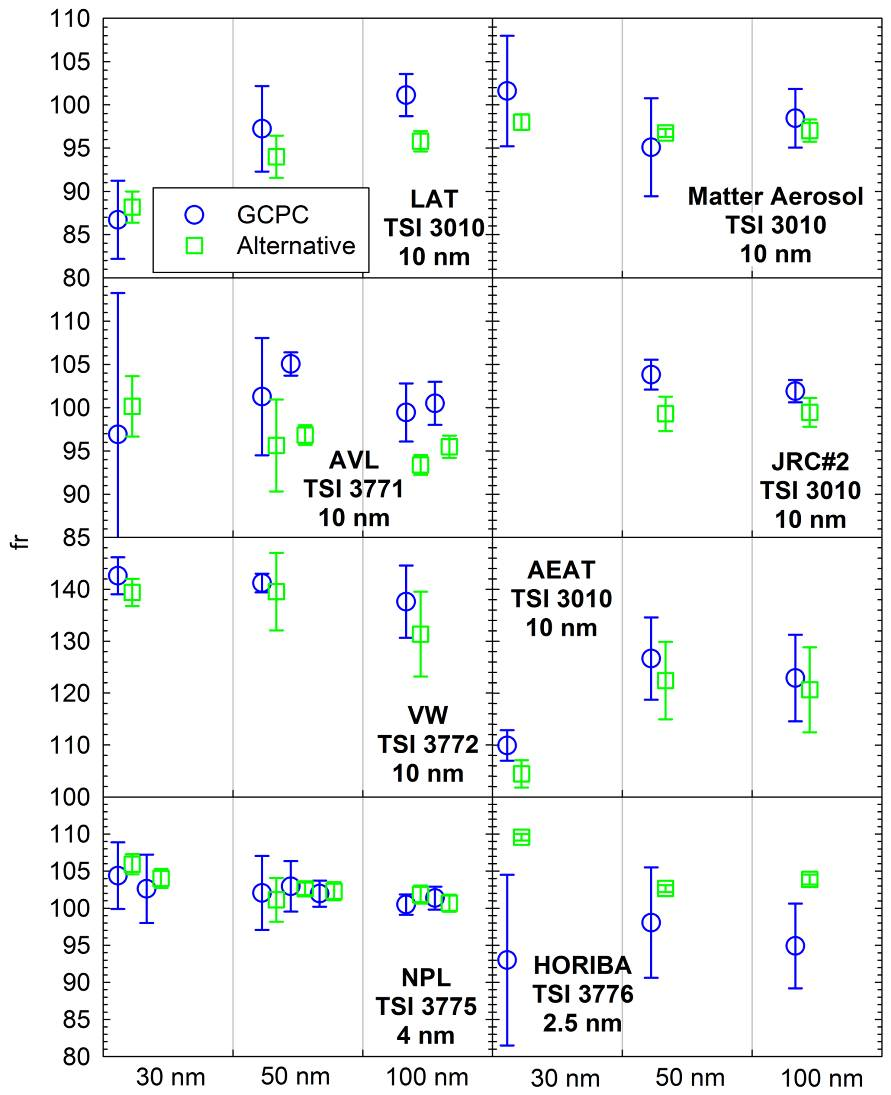 110
105
100
95
90
85
80
GCPC
Alternative
LAT
TSI 3010
10 nm
Matter Aerosol
TSI 3010
10 nm
110
105
100
95
90
85
AVL
TSI 3771
10 nm
JRC#2
TSI 3010
10 nm
fr
140
130
120
110
100
VW
TSI 3772
10 nm
AEAT
TSI 3010
10 nm
110
105
100
95
90
85
80
NPL
TSI 3775
4 nm
HORIBA
TSI 3776
2.5 nm
30 nm 50 nm 100 nm 30 nm 50 nm 100 nm